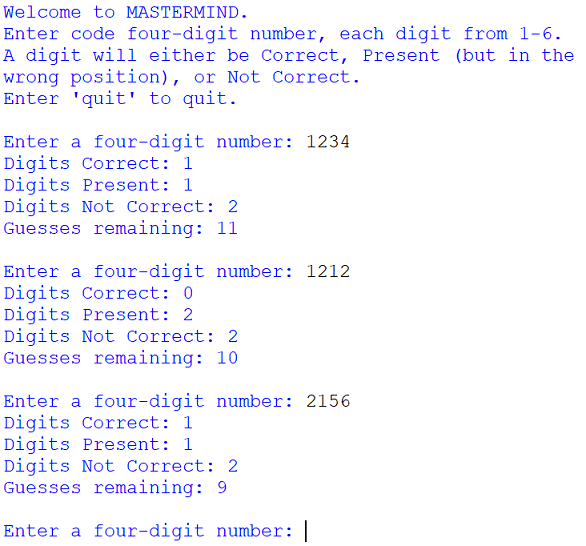 Welcome to MASTERMIND.
Enter code four-digit number, each digit from 1-6.
A digit will either be Correct, Present (but in the
wrong position), or Not Correct.
Enter 'quit' to quit.
Enter a four-digit number: 1234
Digits Correct: 1
Digits Present: 1
Digits Not Correct: 2
Guesses remaining: 11
Enter a four-digit number: 1212
Digits Correct: 0
Digits Present: 2
Digits Not Correct: 2
Guesses remaining: 10
Enter a four-digit number: 2156
Digits Correct: 1
Digits Present: 1
Digits Not Correct: 2
Guesses remaining: 9
Enter a four-digit number: